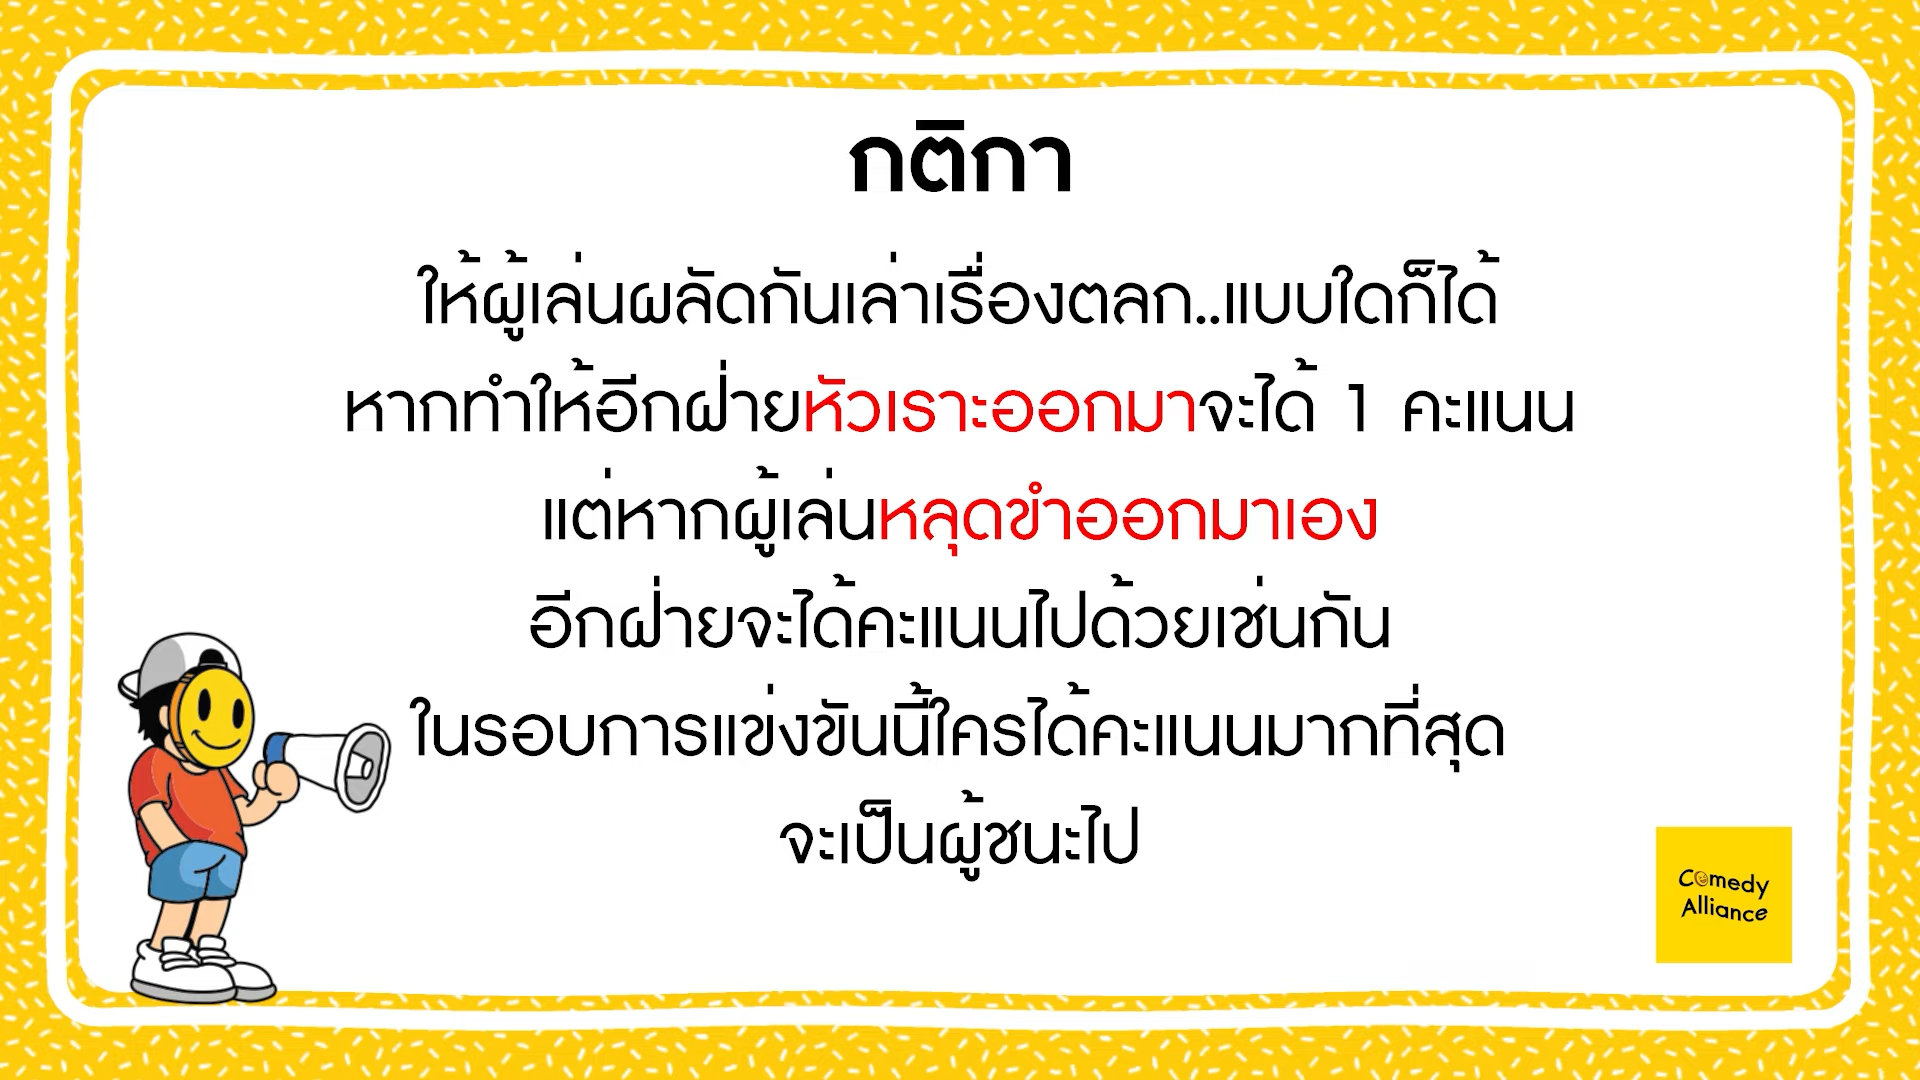 กติกา
ให้ผู้เล่นผลัดกันเล่าเรื่องตลก..แบบใดก็ได้
หากทำให้อีกฝ่ายหัวเราะออกมาจะได้ 1 คะแนน
แต่หากผู้เล่นหลุดขำออกมาเอง
อีกฝ่ายจะได้คะแนนไปด้วยเช่นกัน
ในรอบการแข่งขันนี้ใครได้คะแนนมากที่สุด
จะเป็นผู้ชนะไป
Comedy
Alliance